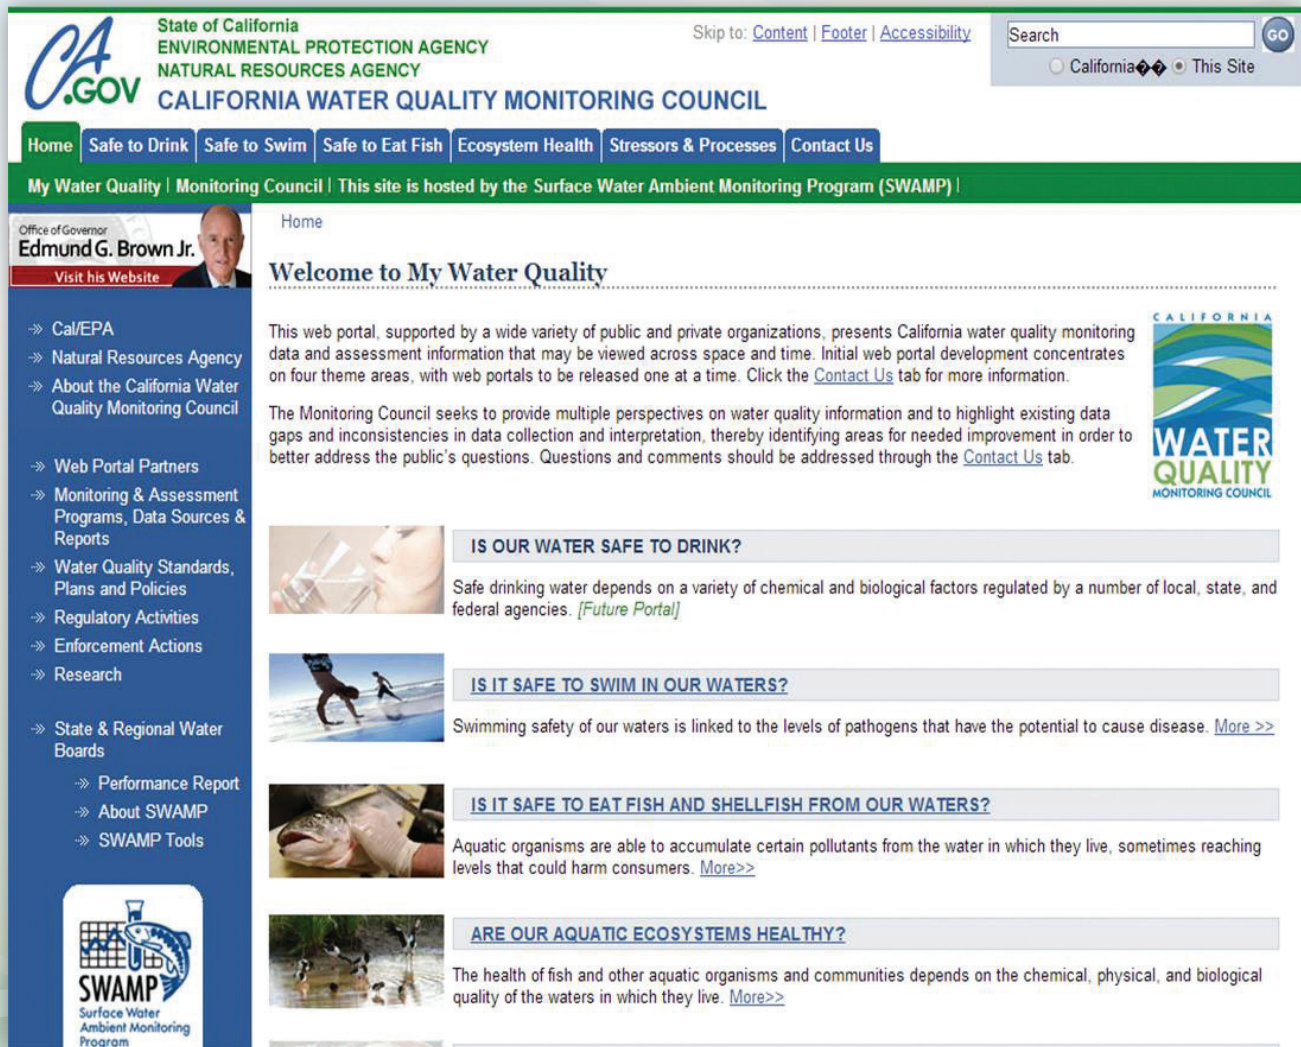 CA.GOV
State of California
ENVIRONMENTAL PROTECTION AGENCY
NATURAL RESOURCES AGENCY
CALIFORNIA WATER QUALITY MONITORING COUNCIL
Skip to: Content | Footer | Accessibility
Search
GO
California�� This Site
Home Safe to Drink Safe to Swim Safe to Eat Fish Ecosystem Health Stressors & Processes Contact Us
My Water Quality | Monitoring Council | This site is hosted by the Surface Water Ambient Monitoring Program (SWAMP) |
Office of Governor
Edmund G. Brown Jr.
Visit his Website
Cal/EPA
Natural Resources Agency
About the California Water
Quality Monitoring Council
Web Portal Partners
Monitoring & Assessment
Programs, Data Sources &
Reports
Water Quality Standards,
Plans and Policies
Regulatory Activities
Enforcement Actions
Research
State & Regional Water
Boards
Performance Report
About SWAMP
SWAMP Tools
SWAMP
Surface Water
Ambient Monitoring
Program
Home
Welcome to My Water Quality
This web portal, supported by a wide variety of public and private organizations, presents California water quality monitoring
data and assessment information that may be viewed across space and time. Initial web portal development concentrates
on four theme areas, with web portals to be released one at a time. Click the Contact Us tab for more information.
The Monitoring Council seeks to provide multiple perspectives on water quality information and to highlight existing data
gaps and inconsistencies in data collection and interpretation, thereby identifying areas for needed improvement in order to
better address the public's questions. Questions and comments should be addressed through the Contact Us tab.
CALIFORNIA
WATER
QUALITY
MONITORING COUNCIL
IS OUR WATER SAFE TO DRINK?
Safe drinking water depends on a variety of chemical and biological factors regulated by a number of local, state, and
federal agencies. [Future Portal]
IS IT SAFE TO SWIM IN OUR WATERS?
Swimming safety of our waters is linked to the levels of pathogens that have the potential to cause disease. More >>
IS IT SAFE TO EAT FISH AND SHELLFISH FROM OUR WATERS?
Aquatic organisms are able to accumulate certain pollutants from the water in which they live, sometimes reaching
levels that could harm consumers. More>>
ARE OUR AQUATIC ECOSYSTEMS HEALTHY?
The health of fish and other aquatic organisms and communities depends on the chemical, physical, and biological
quality of the waters in which they live. More>>